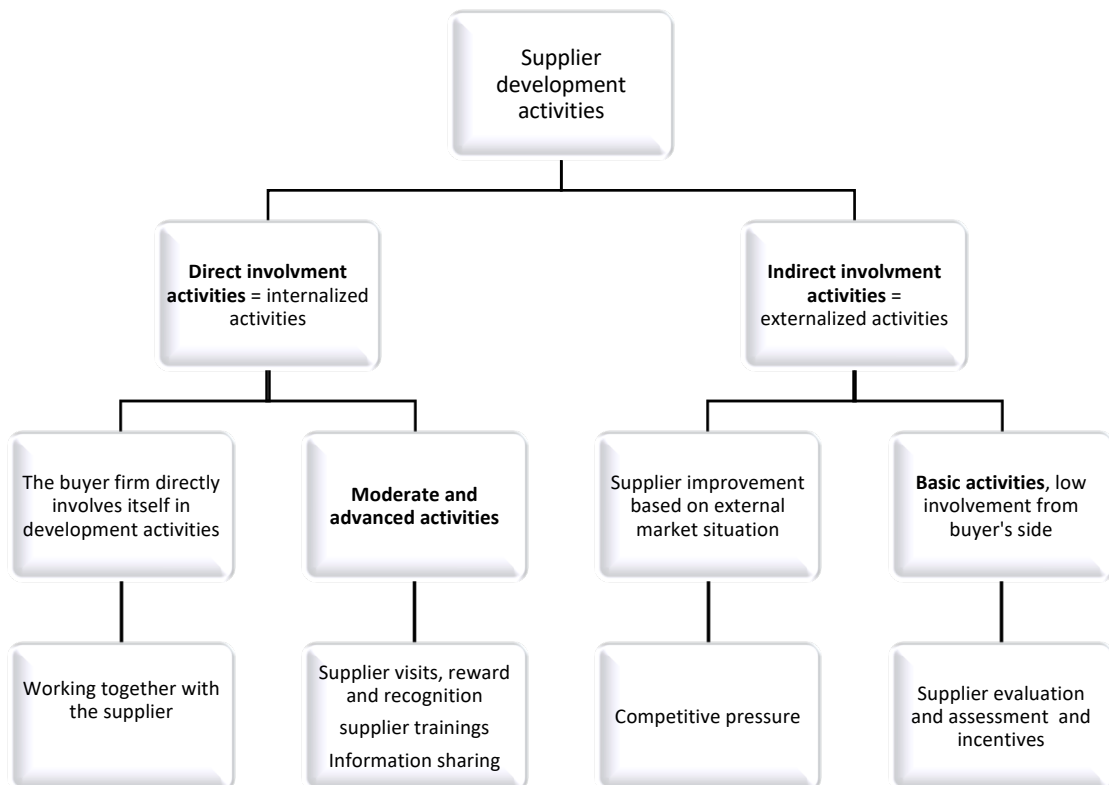 Supplier
development
activities
Direct involvment
activities = internalized
activities
Indirect involvment
activities =
externalized activities
The buyer firm directly
involves itself in
development activities
Moderate and
advanced activities
Supplier improvement
based on external
market situation
Basic activities, low
involvement from
buyer's side
Working together with
the supplier
Supplier visits, reward
and recognition
supplier trainings
Information sharing
Competitive pressure
Supplier evaluation
and assessment and
incentives